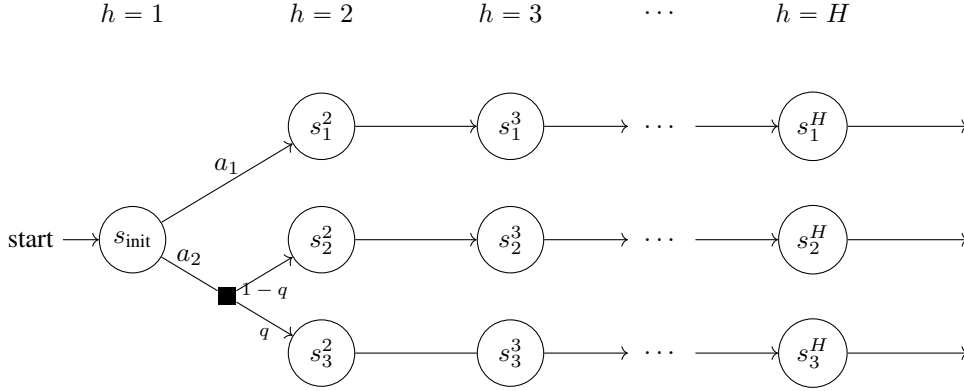 h = 1 h = 2 h = 3 ⋯ h = H
s_1^2 s_1^3 ⋯ s_1^H
a_1
start s_init s_2^2 s_2^3 ⋯ s_2^H
a_2
1 − q
q
s_3^2 s_3^3 ⋯ s_3^H